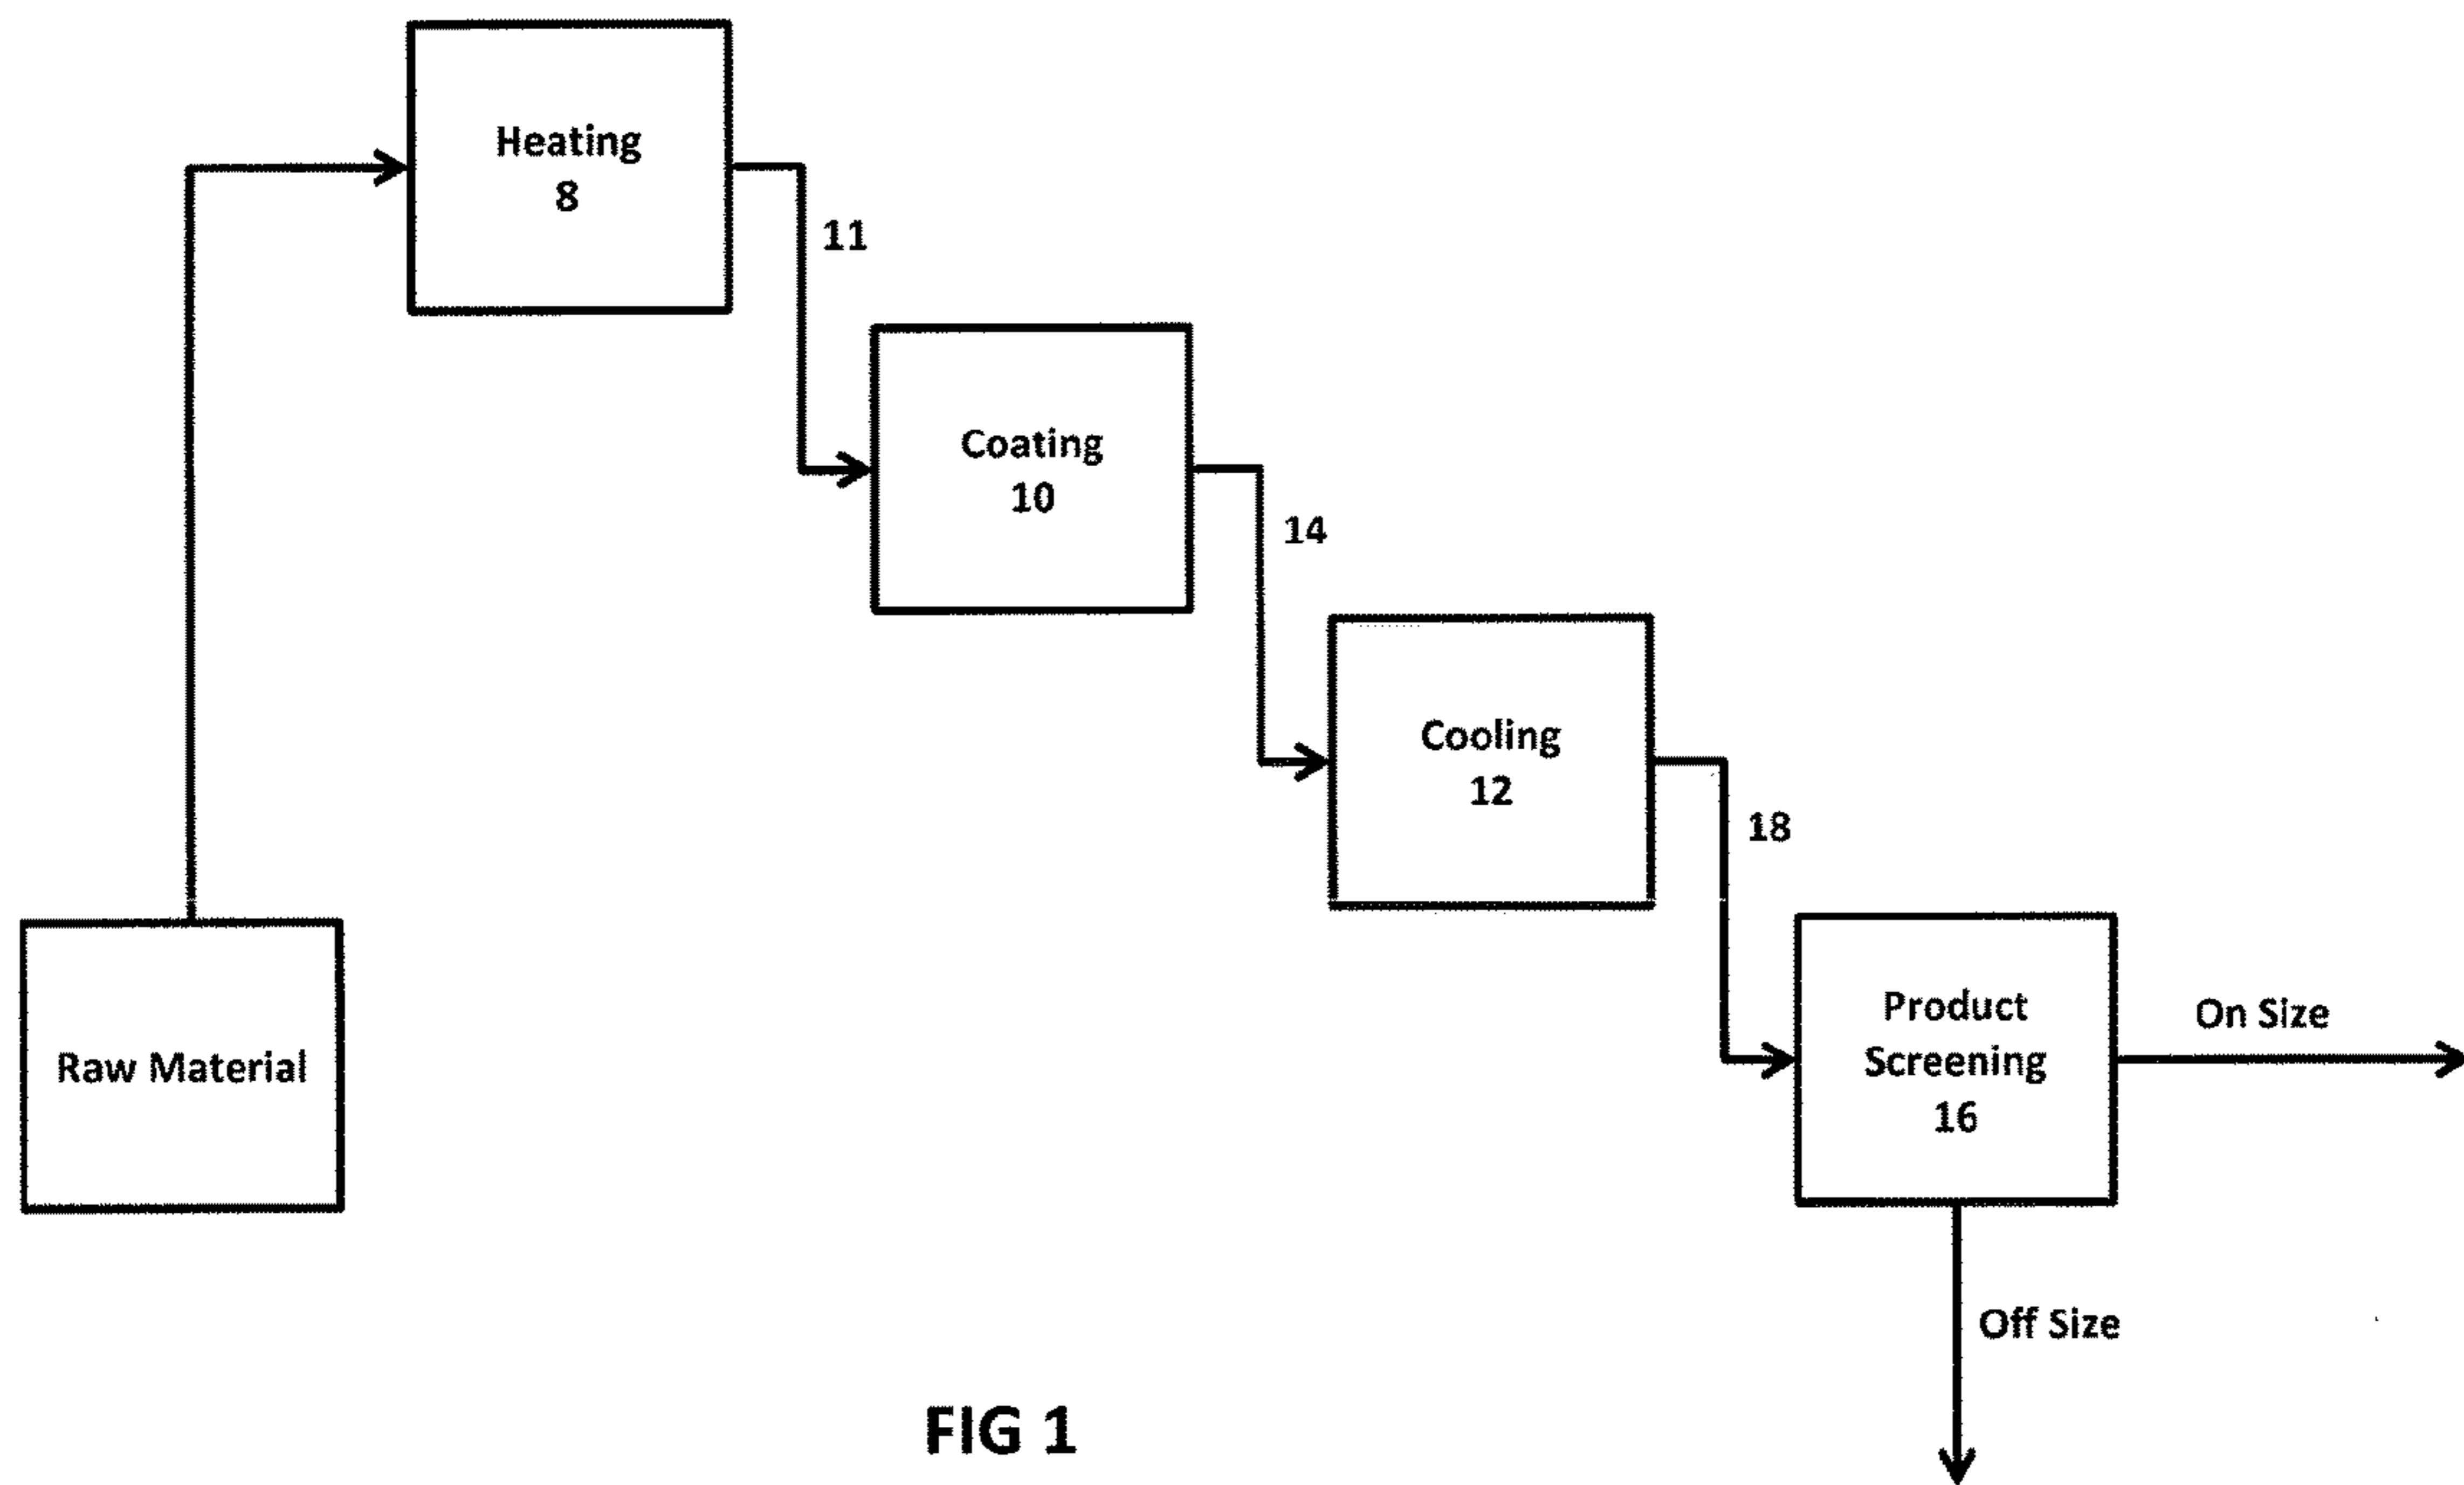 Heating
8
11
Coating
10
14
Cooling
12
18
Raw Material
Product
Screening
16
On Size
Off Size
FIG 1